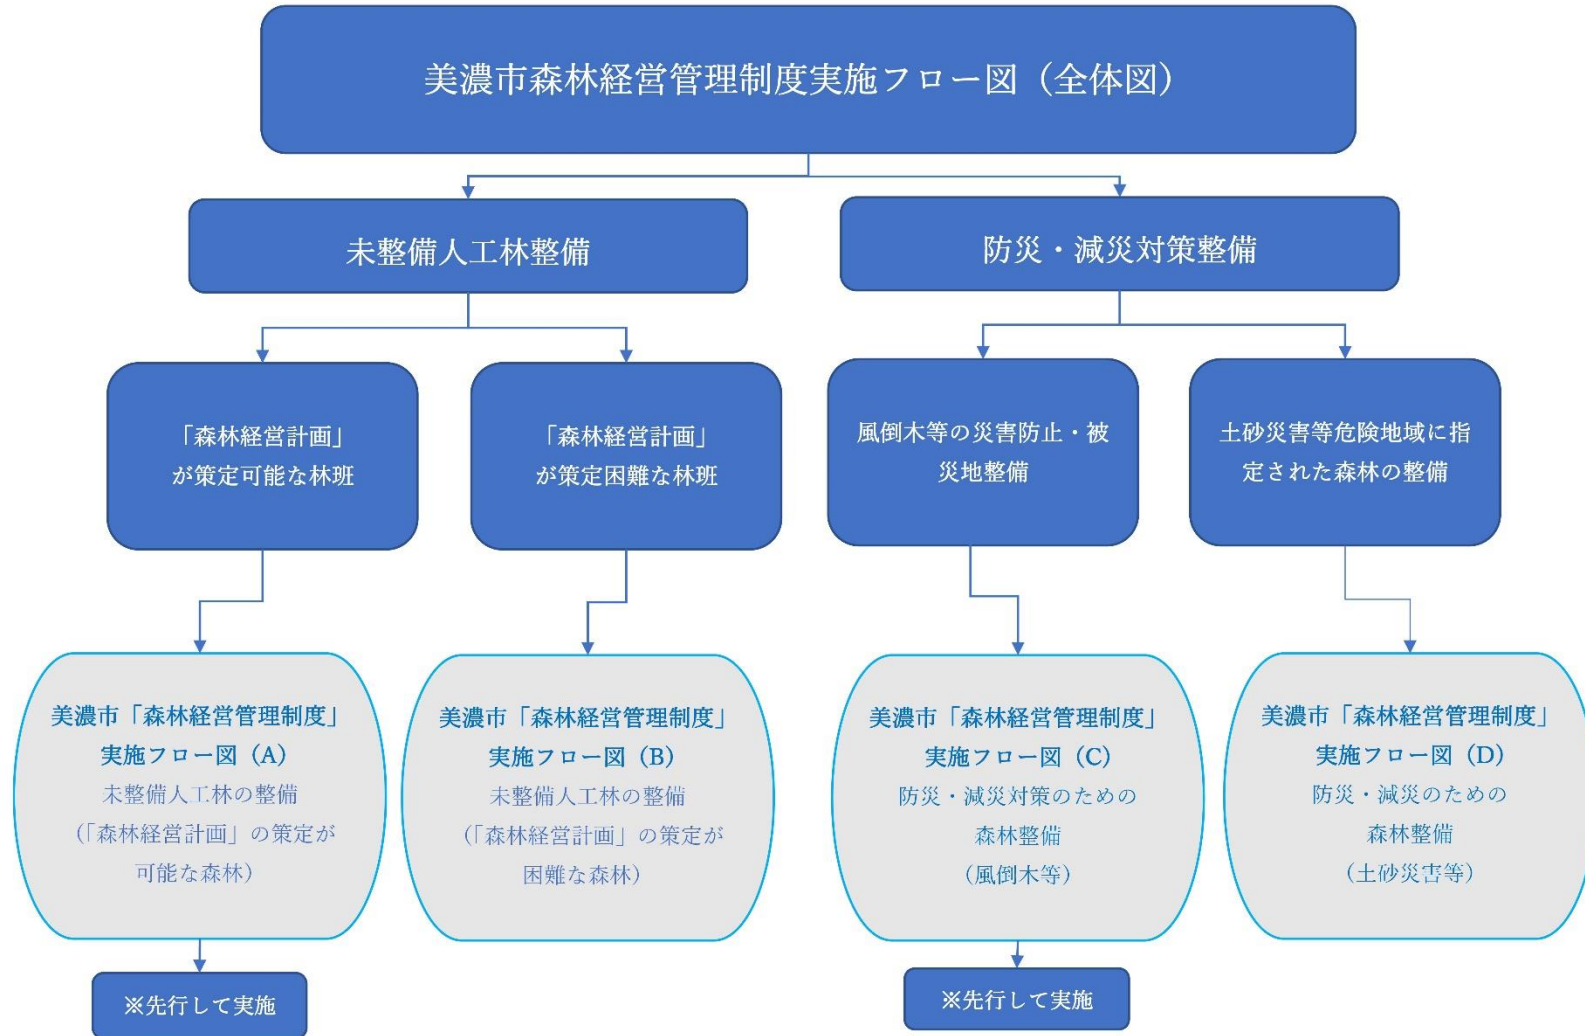 美濃市森林経営管理制度実施フロー図（全体図）
未整備人工林整備
防災・減災対策整備
「森林経営計画」
が策定可能な林班
「森林経営計画」
が策定困難な林班
風倒木等の災害防止・被
災地整備
土砂災害等危険地域に指
定された森林の整備
美濃市「森林経営管理制度」
実施フロー図（A）
未整備人工林の整備
（「森林経営計画」の策定が
可能な森林）
美濃市「森林経営管理制度」
実施フロー図（B）
未整備人工林の整備
（「森林経営計画」の策定が
困難な森林）
美濃市「森林経営管理制度」
実施フロー図（C）
防災・減災対策のための
森林整備
（風倒木等）
美濃市「森林経営管理制度」
実施フロー図（D）
防災・減災のための
森林整備
（土砂災害等）
※先行して実施
※先行して実施